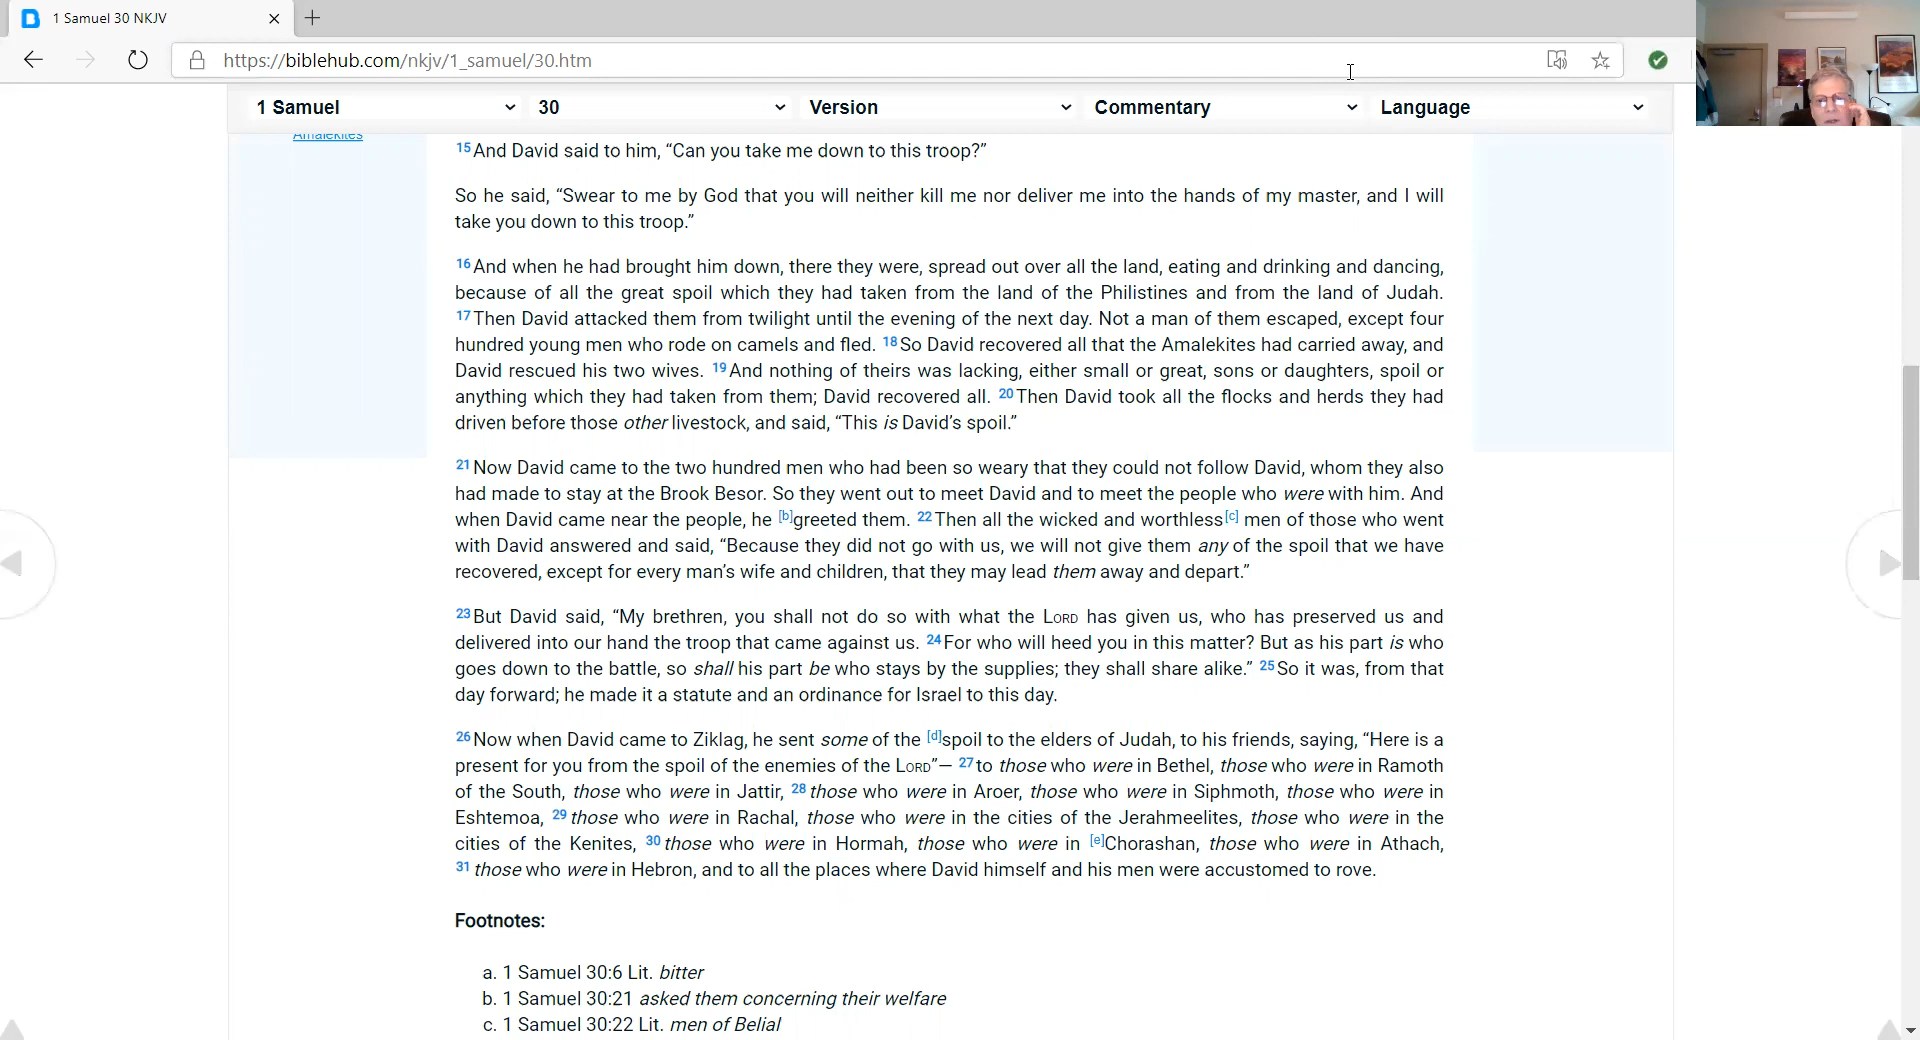 1 Samuel 30 NKJV
https://biblehub.com/nkjv/1_samuel/30.htm
1 Samuel 30 Version Commentary Language
Amalekites
15 And David said to him, “Can you take me down to this troop?”
So he said, “Swear to me by God that you will neither kill me nor deliver me into the hands of my master, and I will
take you down to this troop.”
16 And when he had brought him down, there they were, spread out over all the land, eating and drinking and dancing,
because of all the great spoil which they had taken from the land of the Philistines and from the land of Judah.
17 Then David attacked them from twilight until the evening of the next day. Not a man of them escaped, except four
hundred young men who rode on camels and fled. 18 So David recovered all that the Amalekites had carried away, and
David rescued his two wives. 19 And nothing of theirs was lacking, either small or great, sons or daughters, spoil or
anything which they had taken from them; David recovered all. 20 Then David took all the flocks and herds they had
driven before those other livestock, and said, “This is David’s spoil.”
21 Now David came to the two hundred men who had been so weary that they could not follow David, whom they also
had made to stay at the Brook Besor. So they went out to meet David and to meet the people who were with him. And
when David came near the people, he [b]greeted them. 22 Then all the wicked and worthless[c] men of those who went
with David answered and said, “Because they did not go with us, we will not give them any of the spoil that we have
recovered, except for every man’s wife and children, that they may lead them away and depart.”
23 But David said, “My brethren, you shall not do so with what the LORD has given us, who has preserved us and
delivered into our hand the troop that came against us. 24 For who will heed you in this matter? But as his part is who
goes down to the battle, so shall his part be who stays by the supplies; they shall share alike.” 25 So it was, from that
day forward; he made it a statute and an ordinance for Israel to this day.
26 Now when David came to Ziklag, he sent some of the [d]spoil to the elders of Judah, to his friends, saying, “Here is a
present for you from the spoil of the enemies of the LORD”— 27 to those who were in Bethel, those who were in Ramoth
of the South, those who were in Jattir, 28 those who were in Aroer, those who were in Siphmoth, those who were in
Eshtemoa, 29 those who were in Rachal, those who were in the cities of the Jerahmeelites, those who were in the
cities of the Kenites, 30 those who were in Hormah, those who were in [e]Chorashan, those who were in Athach,
31 those who were in Hebron, and to all the places where David himself and his men were accustomed to rove.
Footnotes:
a. 1 Samuel 30:6 Lit. bitter
b. 1 Samuel 30:21 asked them concerning their welfare
c. 1 Samuel 30:22 Lit. men of Belial